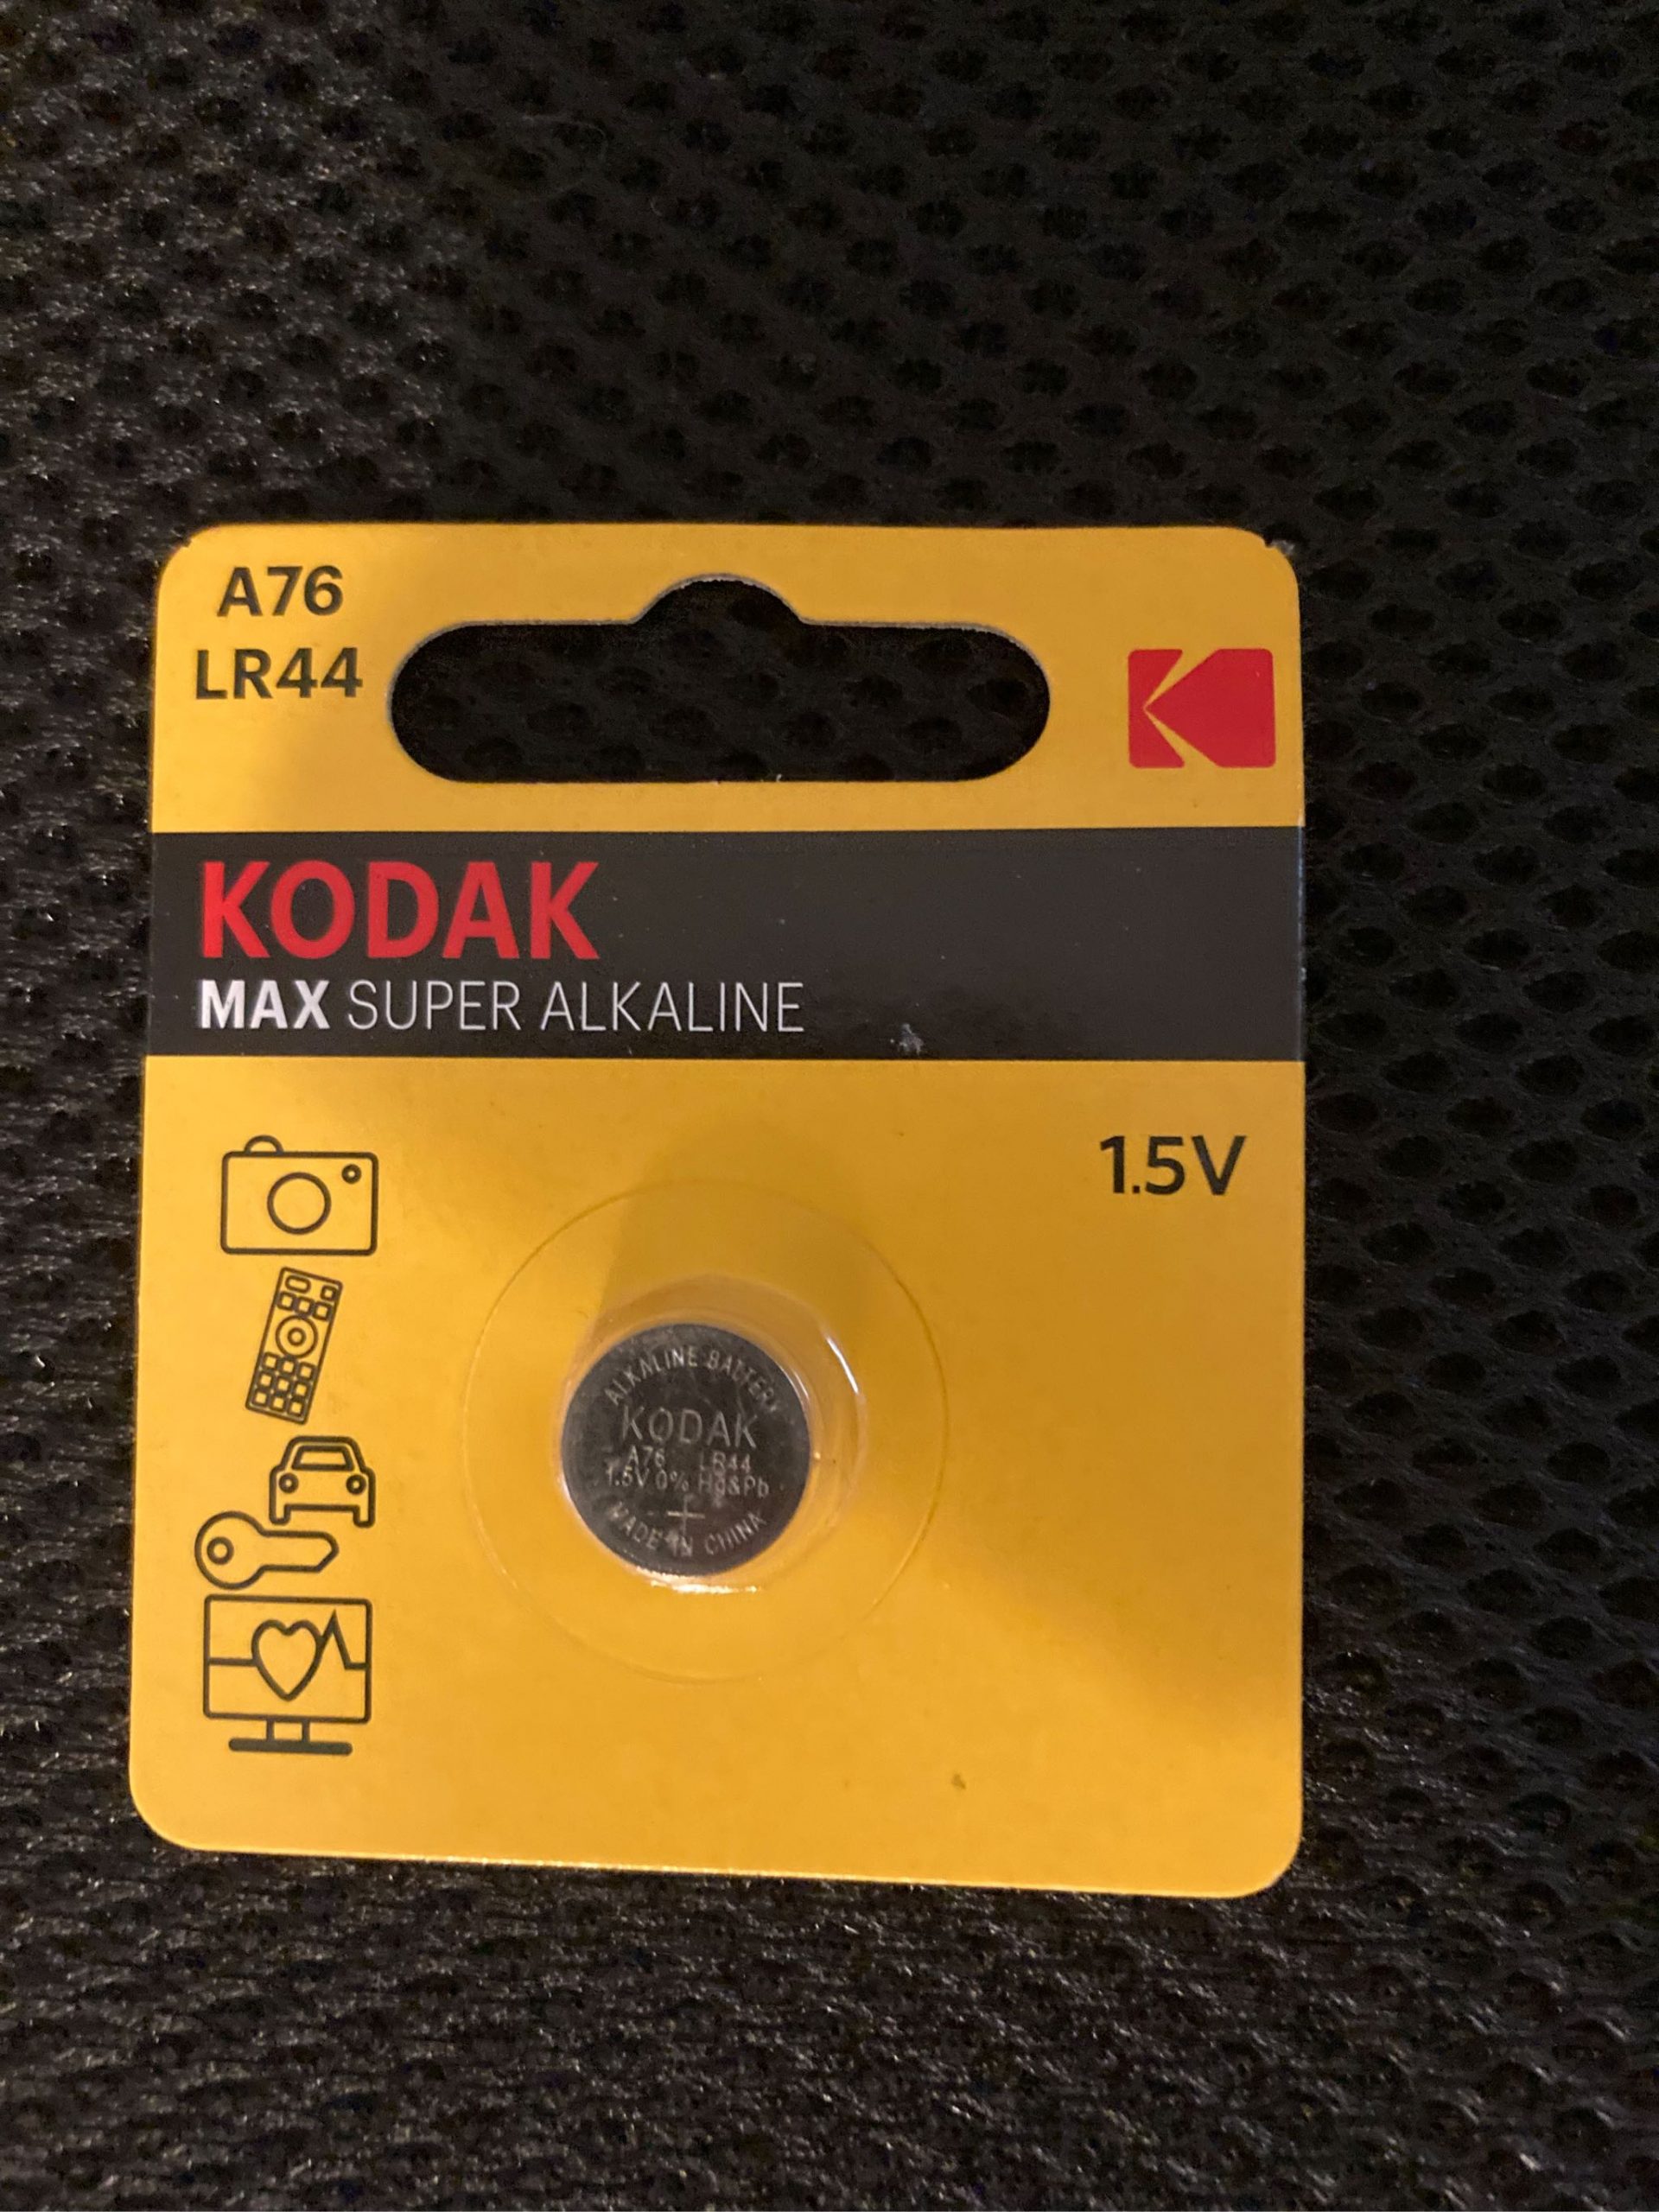 A76
LR44
KODAK
MAX SUPER ALKALINE
1.5V
ALKALINE BATTERY
KODAK
A76 LR44
1.5V 0% Hg&Pb
+
MADE IN CHINA